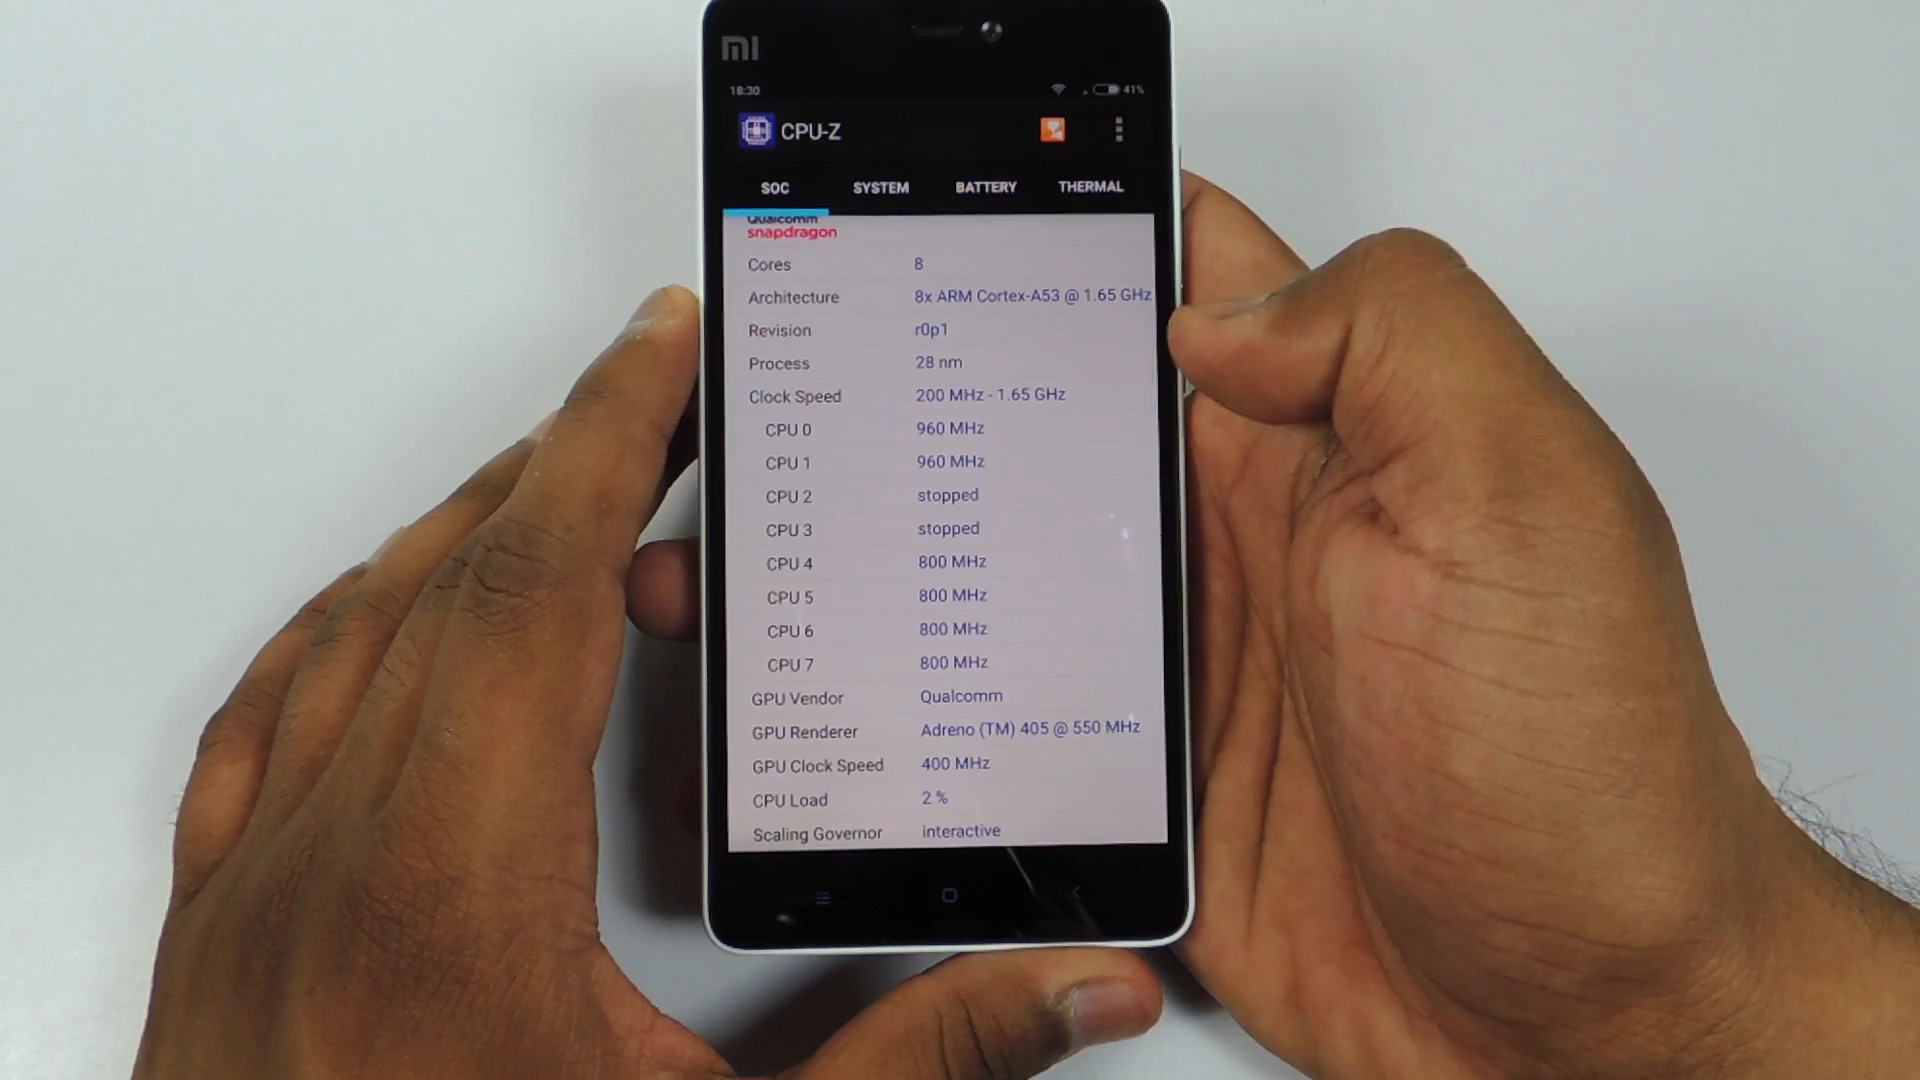 mi
18:30 41%
CPU-Z
SOC SYSTEM BATTERY THERMAL
Qualcomm
snapdragon
Cores 8
Architecture 8x ARM Cortex-A53 @ 1.65 GHz
Revision r0p1
Process 28 nm
Clock Speed 200 MHz - 1.65 GHz
CPU 0 960 MHz
CPU 1 960 MHz
CPU 2 stopped
CPU 3 stopped
CPU 4 800 MHz
CPU 5 800 MHz
CPU 6 800 MHz
CPU 7 800 MHz
GPU Vendor Qualcomm
GPU Renderer Adreno (TM) 405 @ 550 MHz
GPU Clock Speed 400 MHz
CPU Load 2 %
Scaling Governor interactive